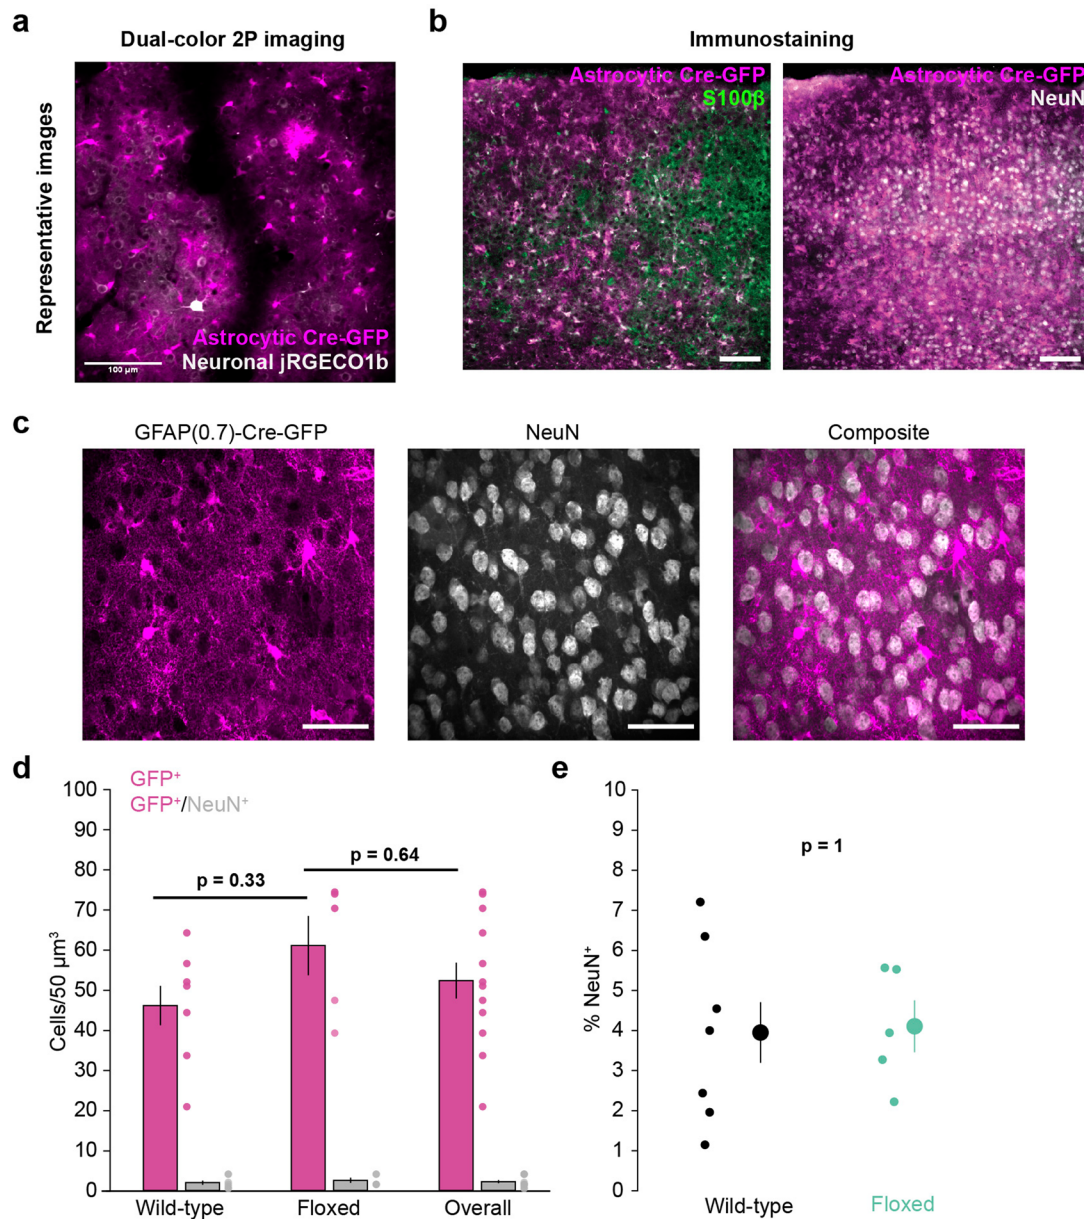 a
Dual-color 2P imaging
Representative images
Astrocytic Cre-GFP
Neuronal jRGECO1b
100 µm
b
Immunostaining
Astrocytic Cre-GFP
S100β
Astrocytic Cre-GFP
NeuN
c
GFAP(0.7)-Cre-GFP
NeuN
Composite
d
GFP⁺
GFP⁺/NeuN⁺
Cells/50 µm³
100
90
80
70
60
50
40
30
20
10
0
p = 0.33
p = 0.64
Wild-type
Floxed
Overall
e
% NeuN⁺
10
9
8
7
6
5
4
3
2
1
0
p = 1
Wild-type
Floxed